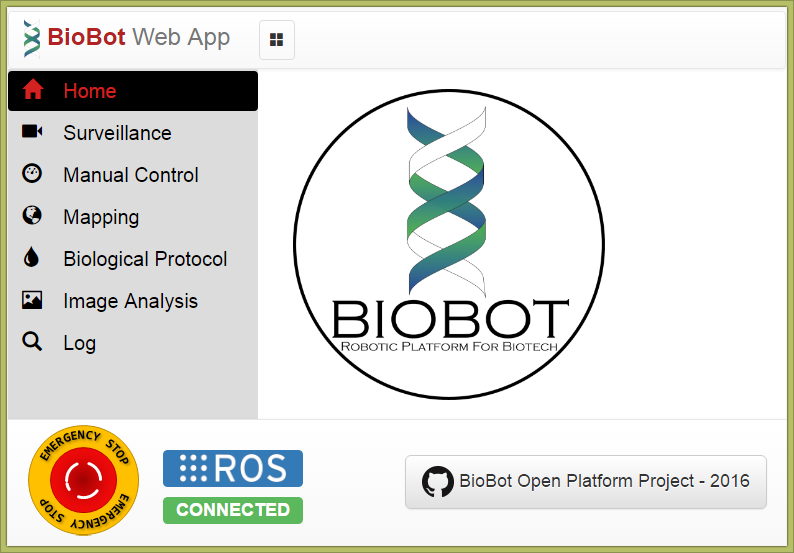 BioBot Web App
Home
Surveillance
Manual Control
Mapping
Biological Protocol
Image Analysis
Log
BIOBOT
ROBOTIC PLATFORM FOR BIOTECH
EMERGENCY STOP
EMERGENCY STOP
ROS
CONNECTED
BioBot Open Platform Project - 2016